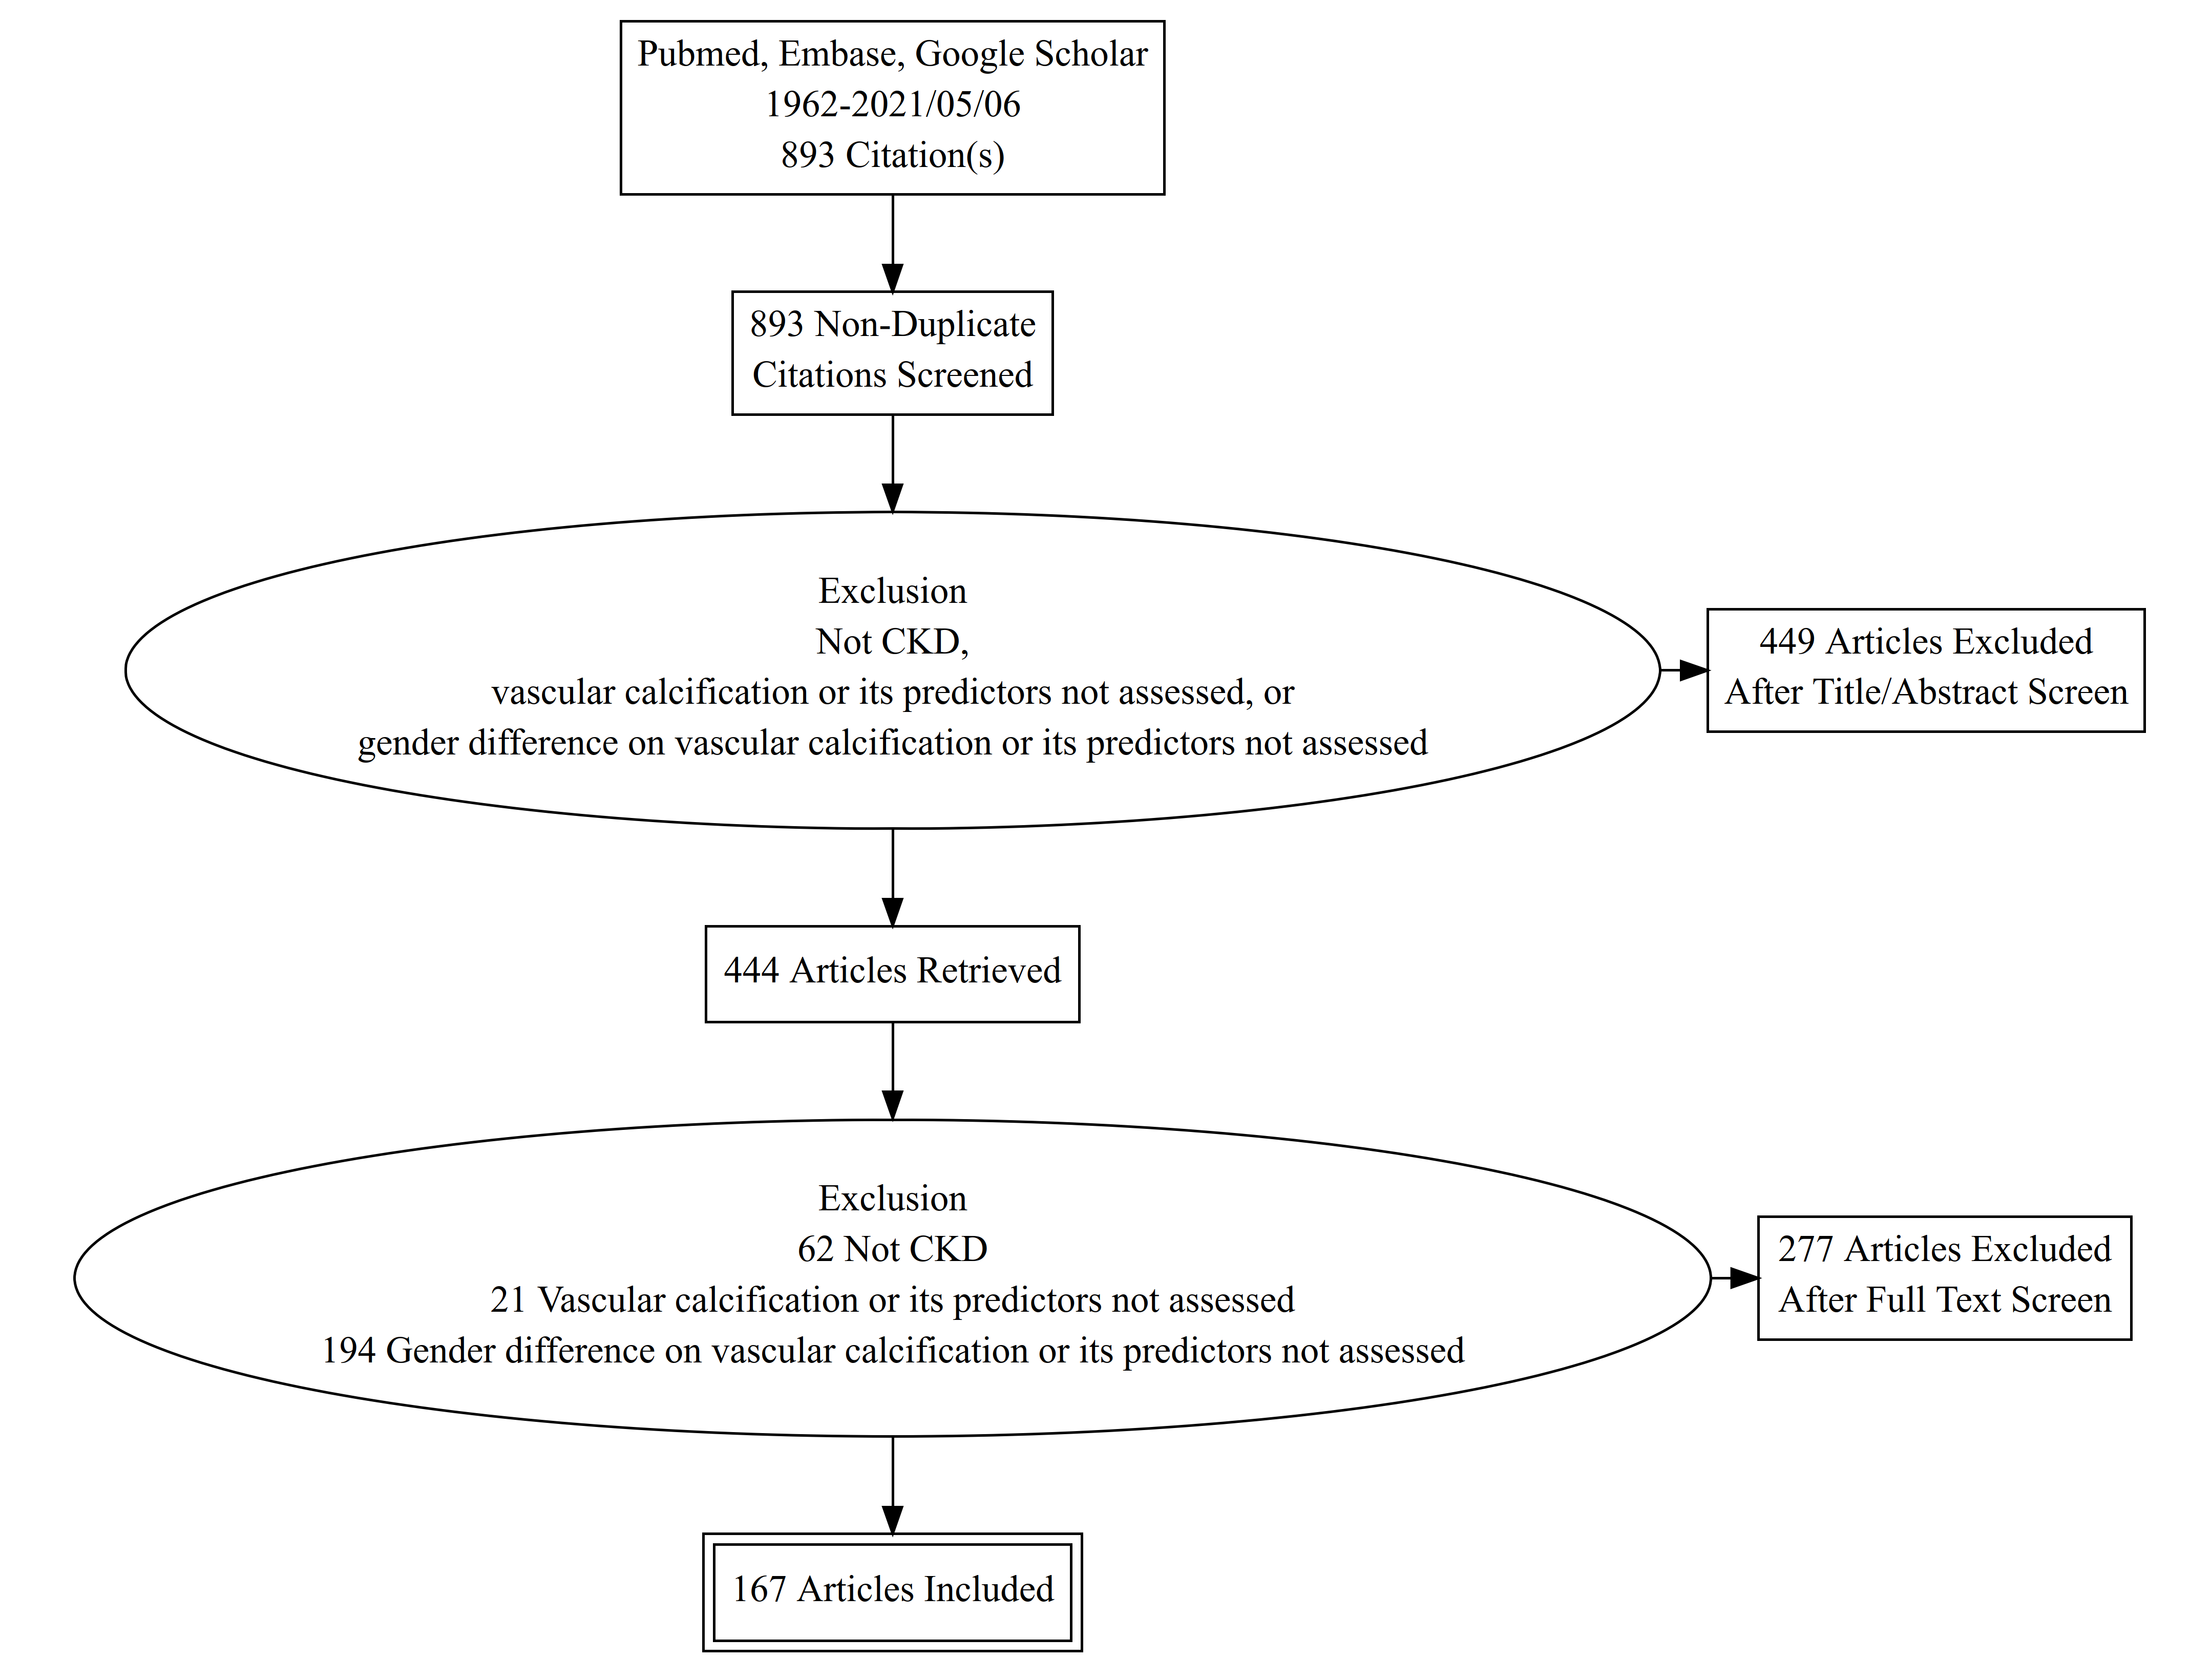 Pubmed, Embase, Google Scholar
1962-2021/05/06
893 Citation(s)
893 Non-Duplicate
Citations Screened
Exclusion
Not CKD,
vascular calcification or its predictors not assessed, or
gender difference on vascular calcification or its predictors not assessed
449 Articles Excluded
After Title/Abstract Screen
444 Articles Retrieved
Exclusion
62 Not CKD
21 Vascular calcification or its predictors not assessed
194 Gender difference on vascular calcification or its predictors not assessed
277 Articles Excluded
After Full Text Screen
167 Articles Included